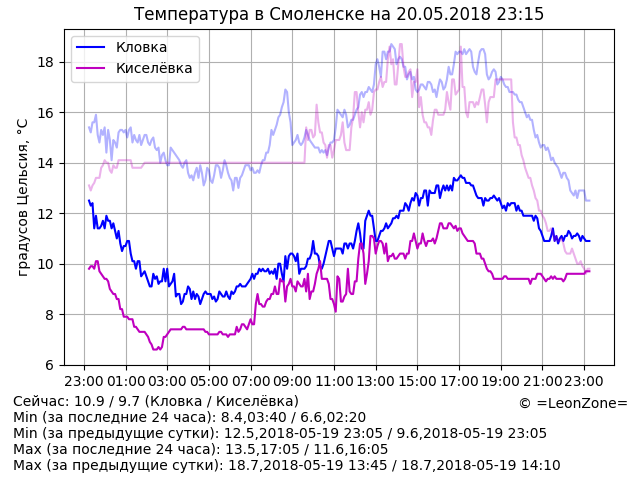 Температура в Смоленске на 20.05.2018 23:15
Кловка
Киселёвка
градусов Цельсия, °C
18
16
14
12
10
8
6
23:00 01:00 03:00 05:00 07:00 09:00 11:00 13:00 15:00 17:00 19:00 21:00 23:00
Сейчас: 10.9 / 9.7 (Кловка / Киселёвка)
© =LeonZone=
Min (за последние 24 часа): 8.4,03:40 / 6.6,02:20
Min (за предыдущие сутки): 12.5,2018-05-19 23:05 / 9.6,2018-05-19 23:05
Max (за последние 24 часа): 13.5,17:05 / 11.6,16:05
Max (за предыдущие сутки): 18.7,2018-05-19 13:45 / 18.7,2018-05-19 14:10